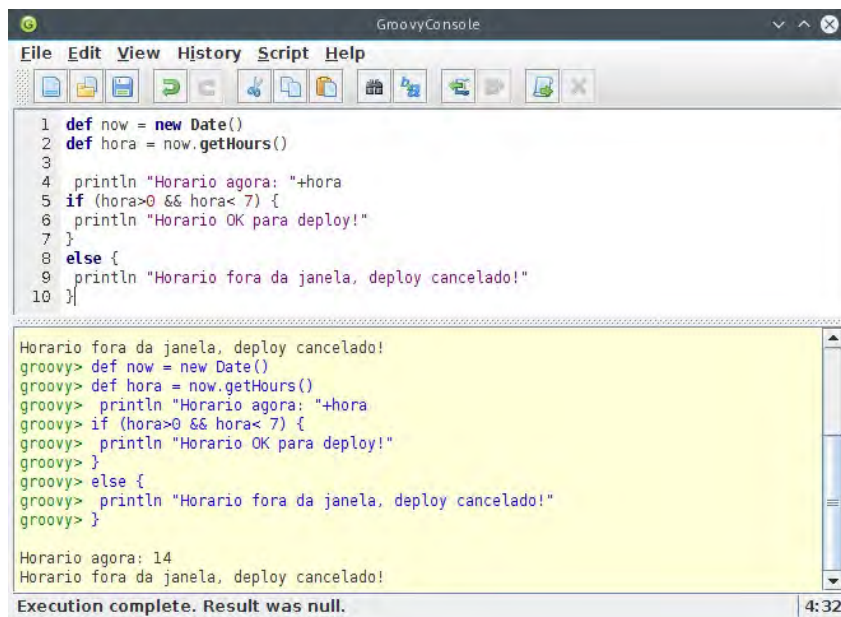 GroovyConsole
File Edit View History Script Help
1 def now = new Date()
2 def hora = now.getHours()
3
4 println "Horario agora: "+hora
5 if (hora>0 && hora< 7) {
6 println "Horario OK para deploy!"
7 }
8 else {
9 println "Horario fora da janela, deploy cancelado!"
10 }
Horario fora da janela, deploy cancelado!
groovy> def now = new Date()
groovy> def hora = now.getHours()
groovy> println "Horario agora: "+hora
groovy> if (hora>0 && hora< 7) {
groovy> println "Horario OK para deploy!"
groovy> }
groovy> else {
groovy> println "Horario fora da janela, deploy cancelado!"
groovy> }
Horario agora: 14
Horario fora da janela, deploy cancelado!
Execution complete. Result was null.
4:32